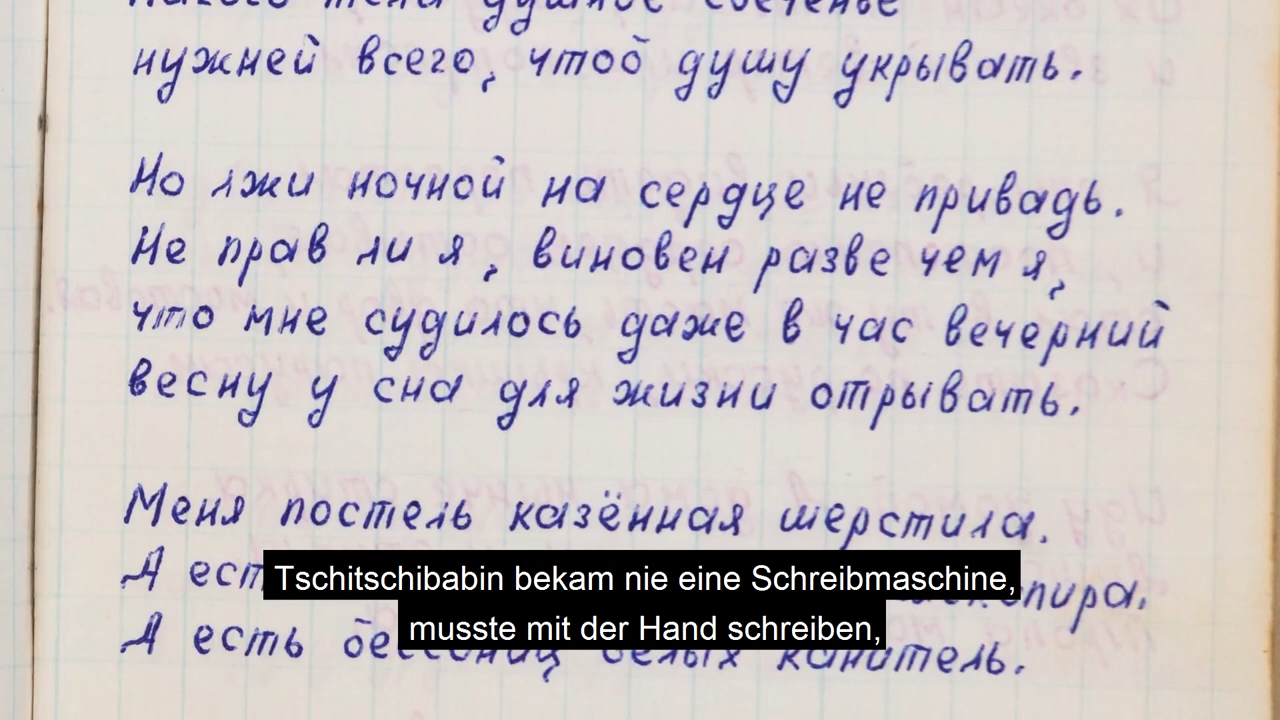 нужней всего, чтоб душу укрывать.
Но лжи ночной на сердце не привадь.
Не прав ли я, виновен разве чем я,
что мне судилось даже в час вечерний
весну у сна для жизни отрывать.
Меня постель казённая шерстила.
А
Tschitschibabin bekam nie eine Schreibmaschine,
musste mit der Hand schreiben,
А есть канитель.